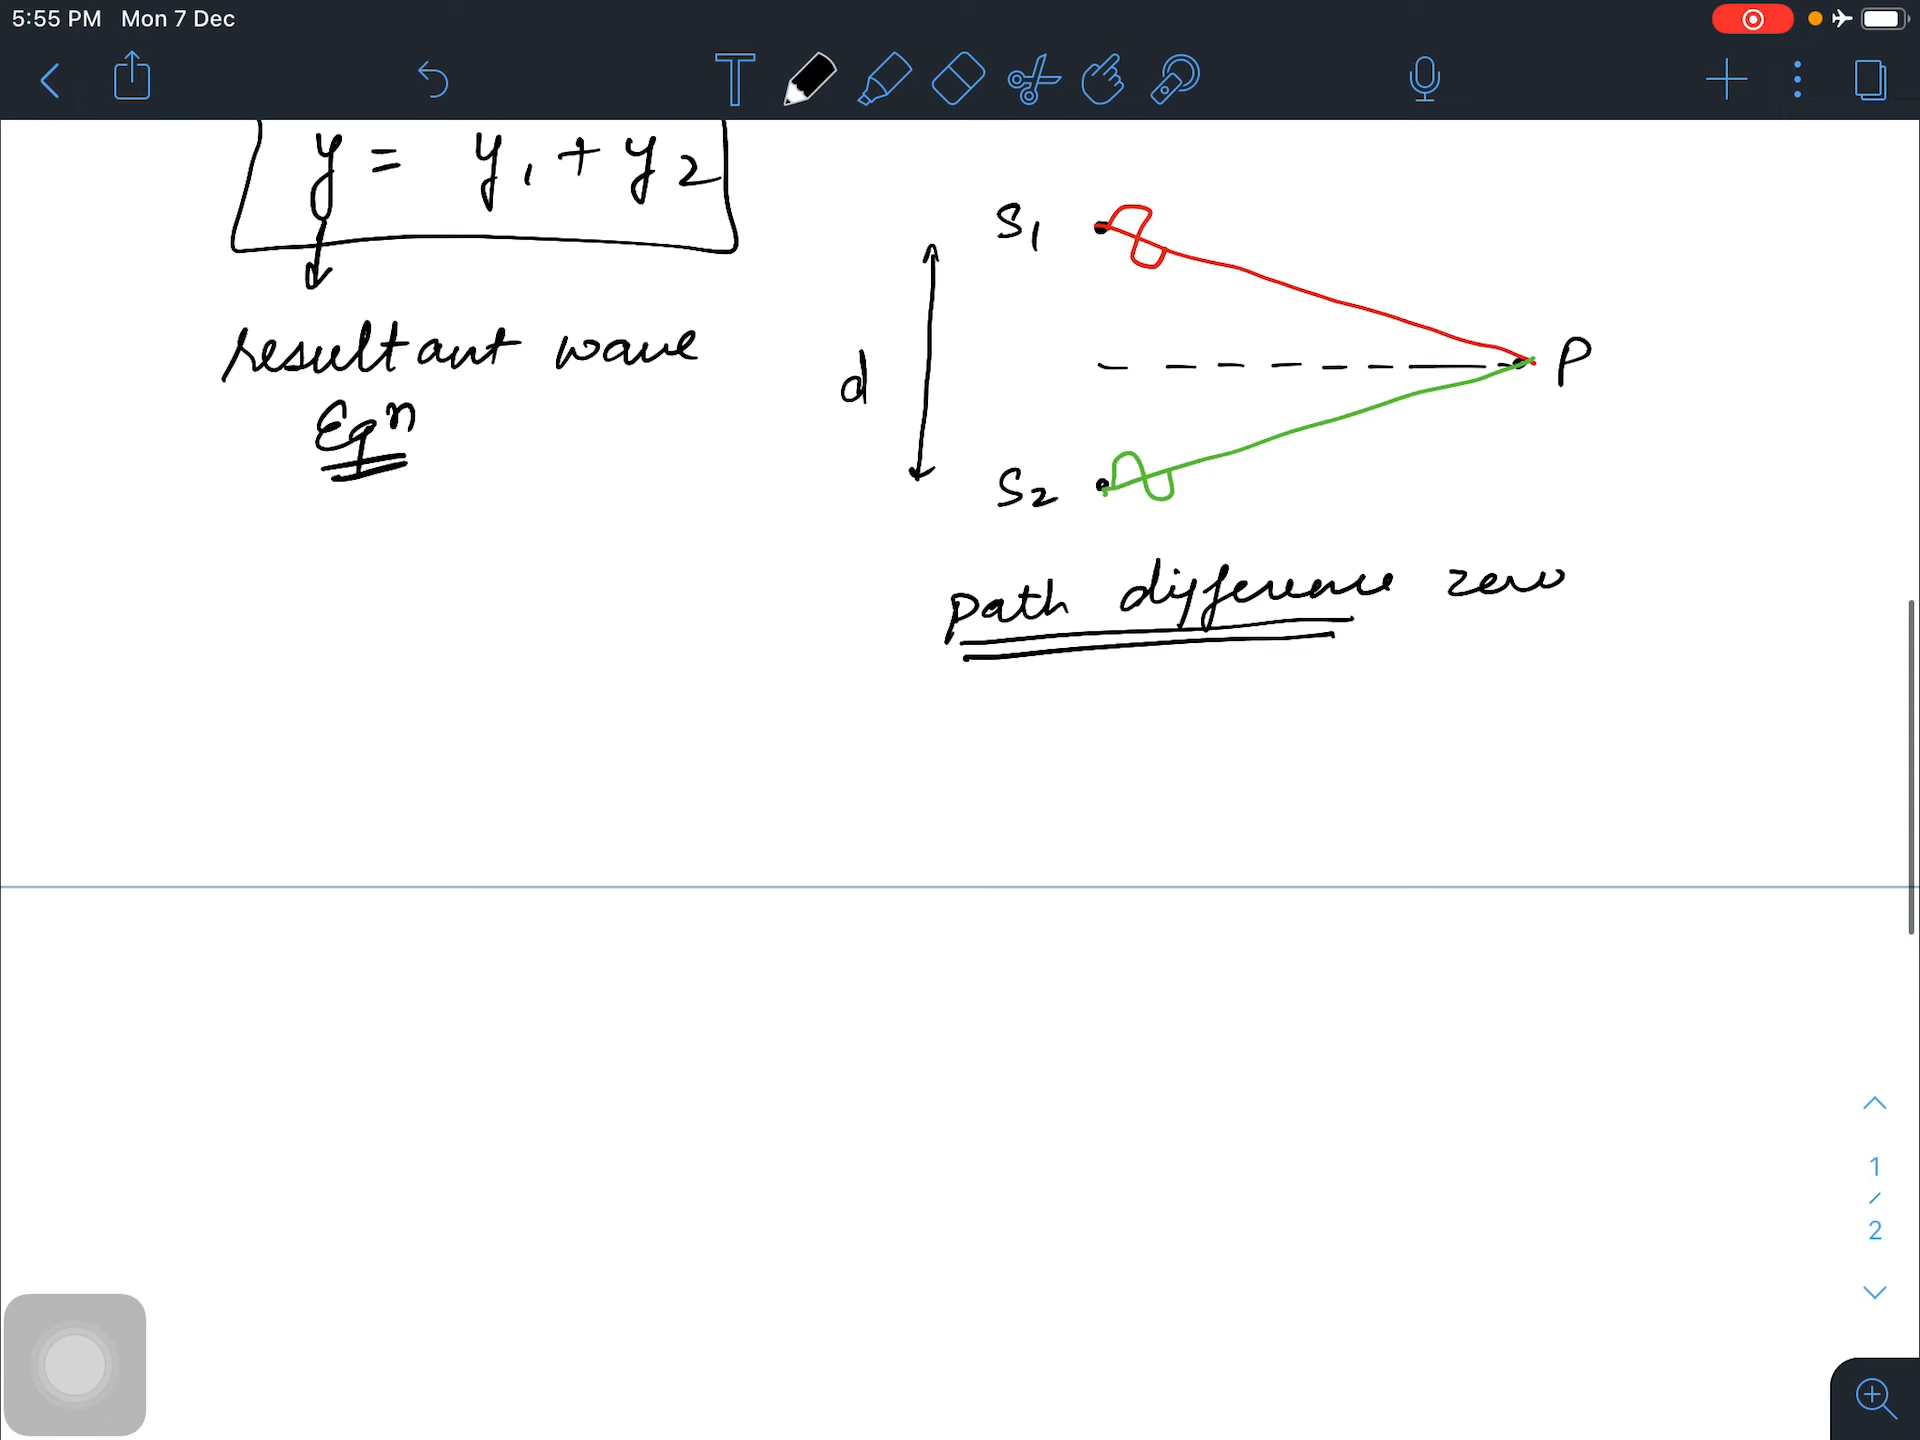 5:55 PM Mon 7 Dec
y = y₁ + y₂
resultant wave
Eqⁿ
S₁
d
P
S₂
path difference zero
1
/
2